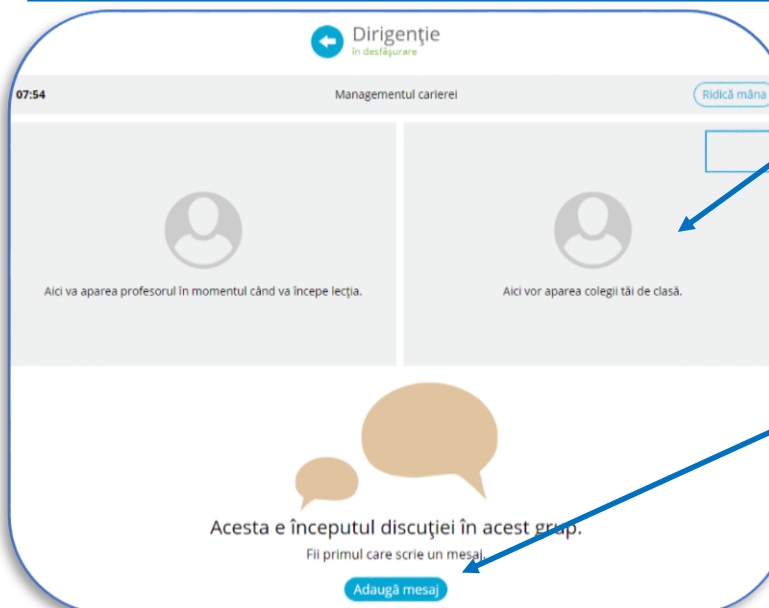 Dirigenţie
în desfăşurare
07:54 Managementul carierei Ridică mâna
Aici va aparea profesorul în momentul când va începe lecţia. Aici vor aparea colegii tăi de clasă.
Acesta e începutul discuţiei în acest grup.
Fii primul care scrie un mesaj.
Adaugă mesaj